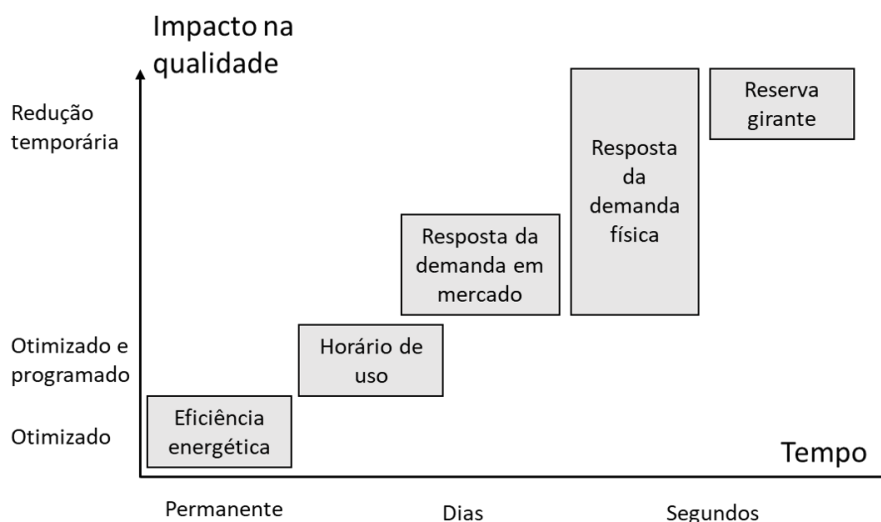 Impacto na
qualidade
Redução
temporária
Otimizado e
programado
Otimizado
Reserva
girante
Resposta
da
demanda
física
Resposta da
demanda em
mercado
Horário de
uso
Eficiência
energética
Tempo
Permanente
Dias
Segundos